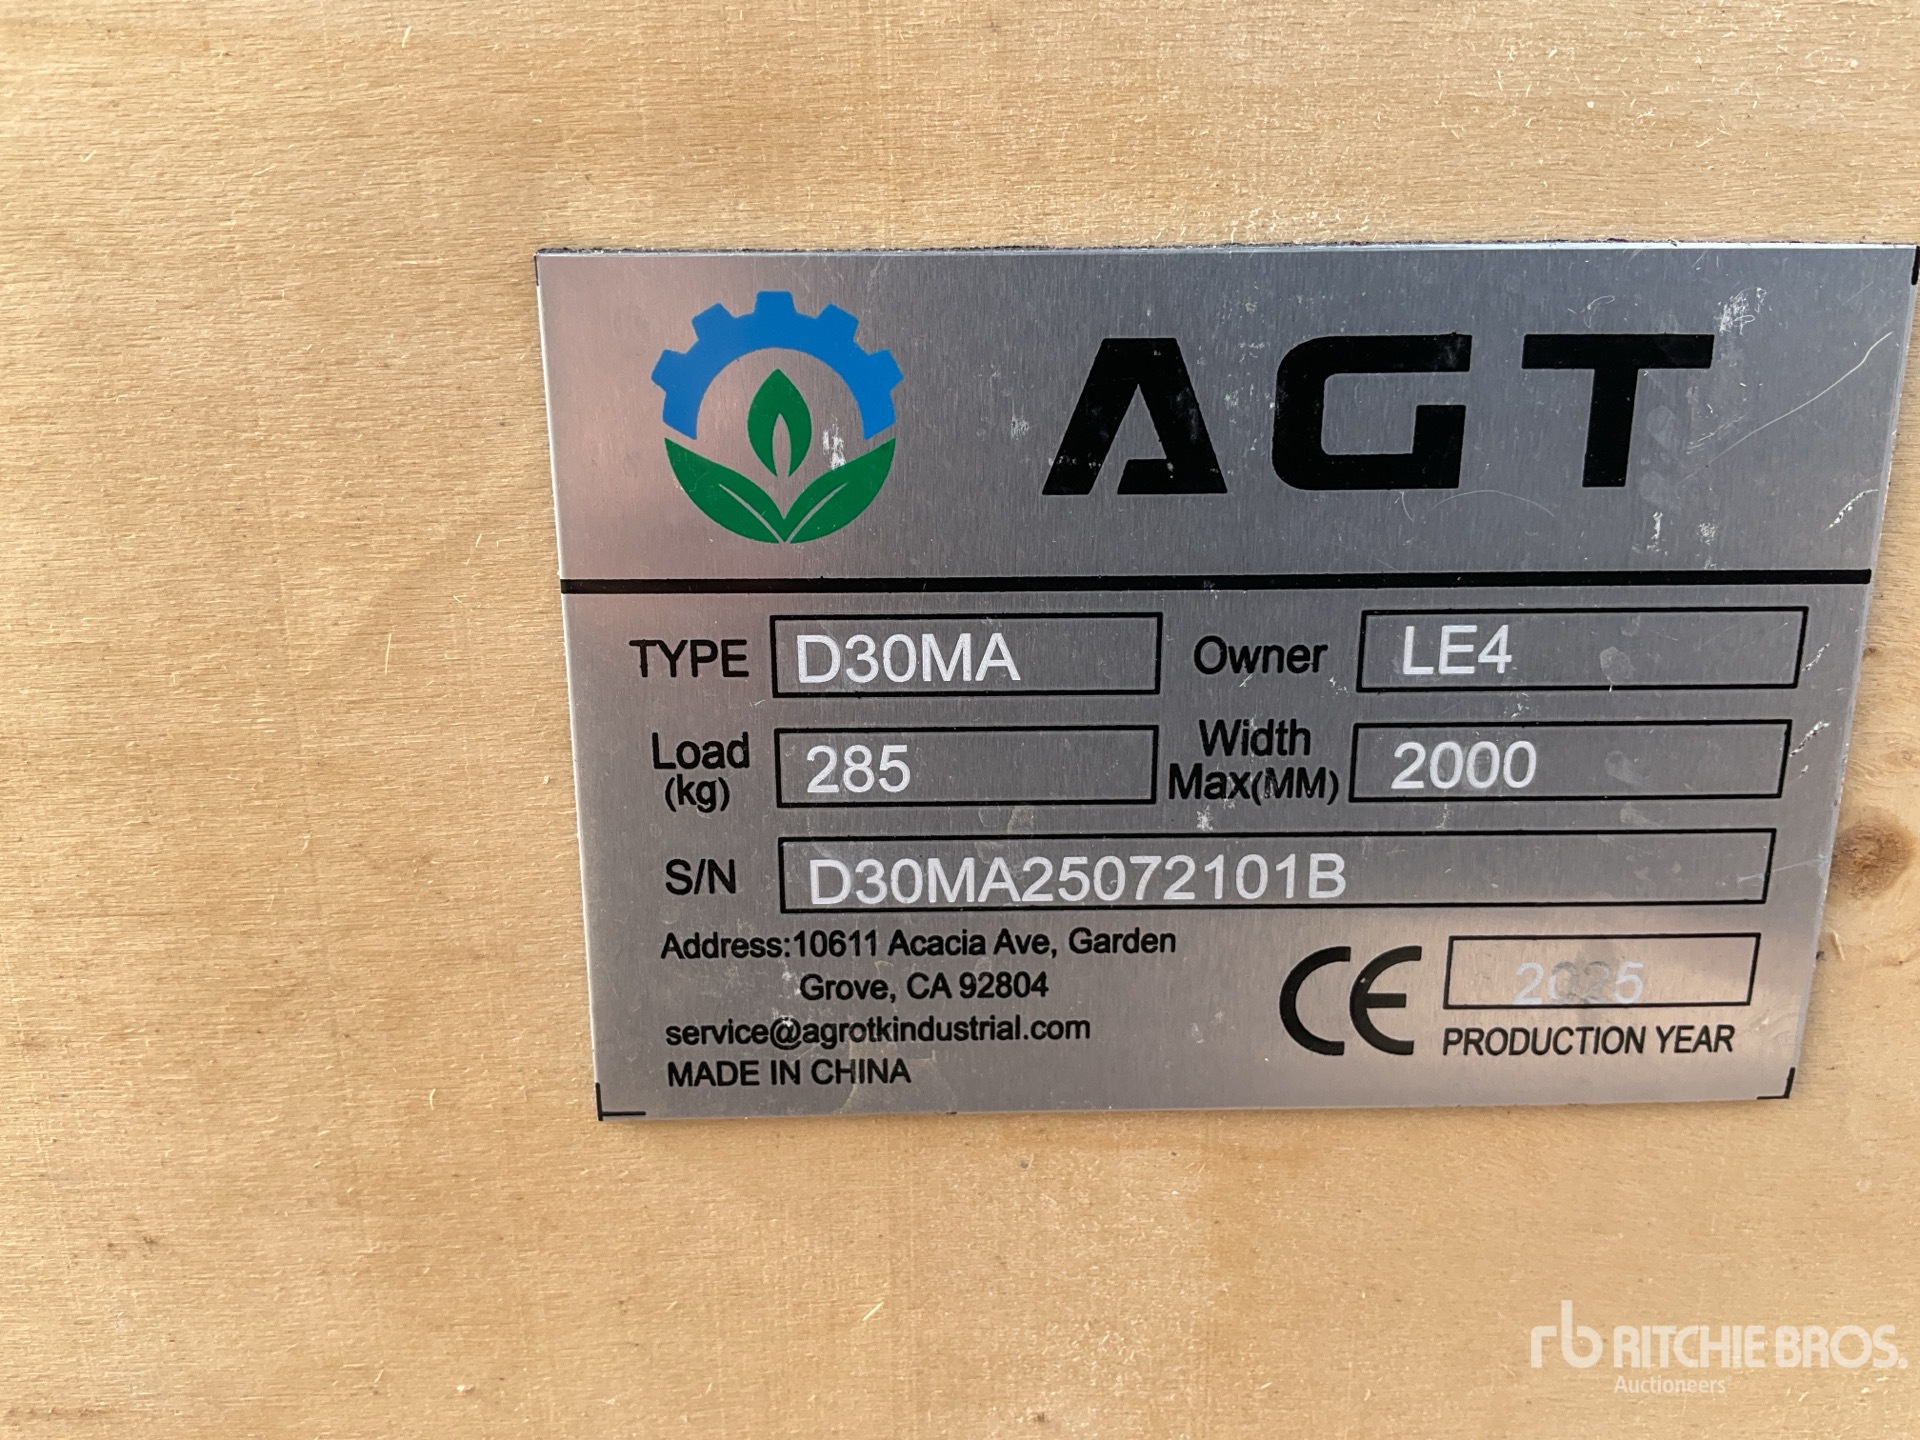 AGT
TYPE D30MA Owner LE4
Load (kg) 285 Width Max(MM) 2000
S/N D30MA25072101B
Address:10611 Acacia Ave, Garden
Grove, CA 92804
service@agrotkindustrial.com
MADE IN CHINA
CE 2025
PRODUCTION YEAR
rb RITCHIE BROS.
Auctioneers